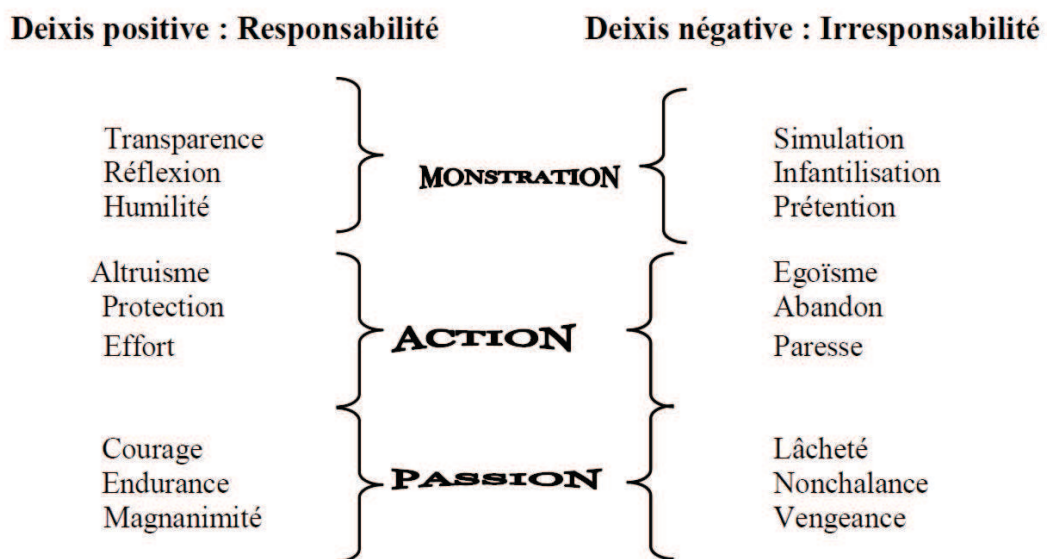 Deixis positive : Responsabilité
Deixis négative : Irresponsabilité
Transparence
Réflexion
Humilité
MONSTRATION
Simulation
Infantilisation
Prétention
Altruisme
Protection
Effort
ACTION
Egoïsme
Abandon
Paresse
Courage
Endurance
Magnanimité
PASSION
Lâcheté
Nonchalance
Vengeance